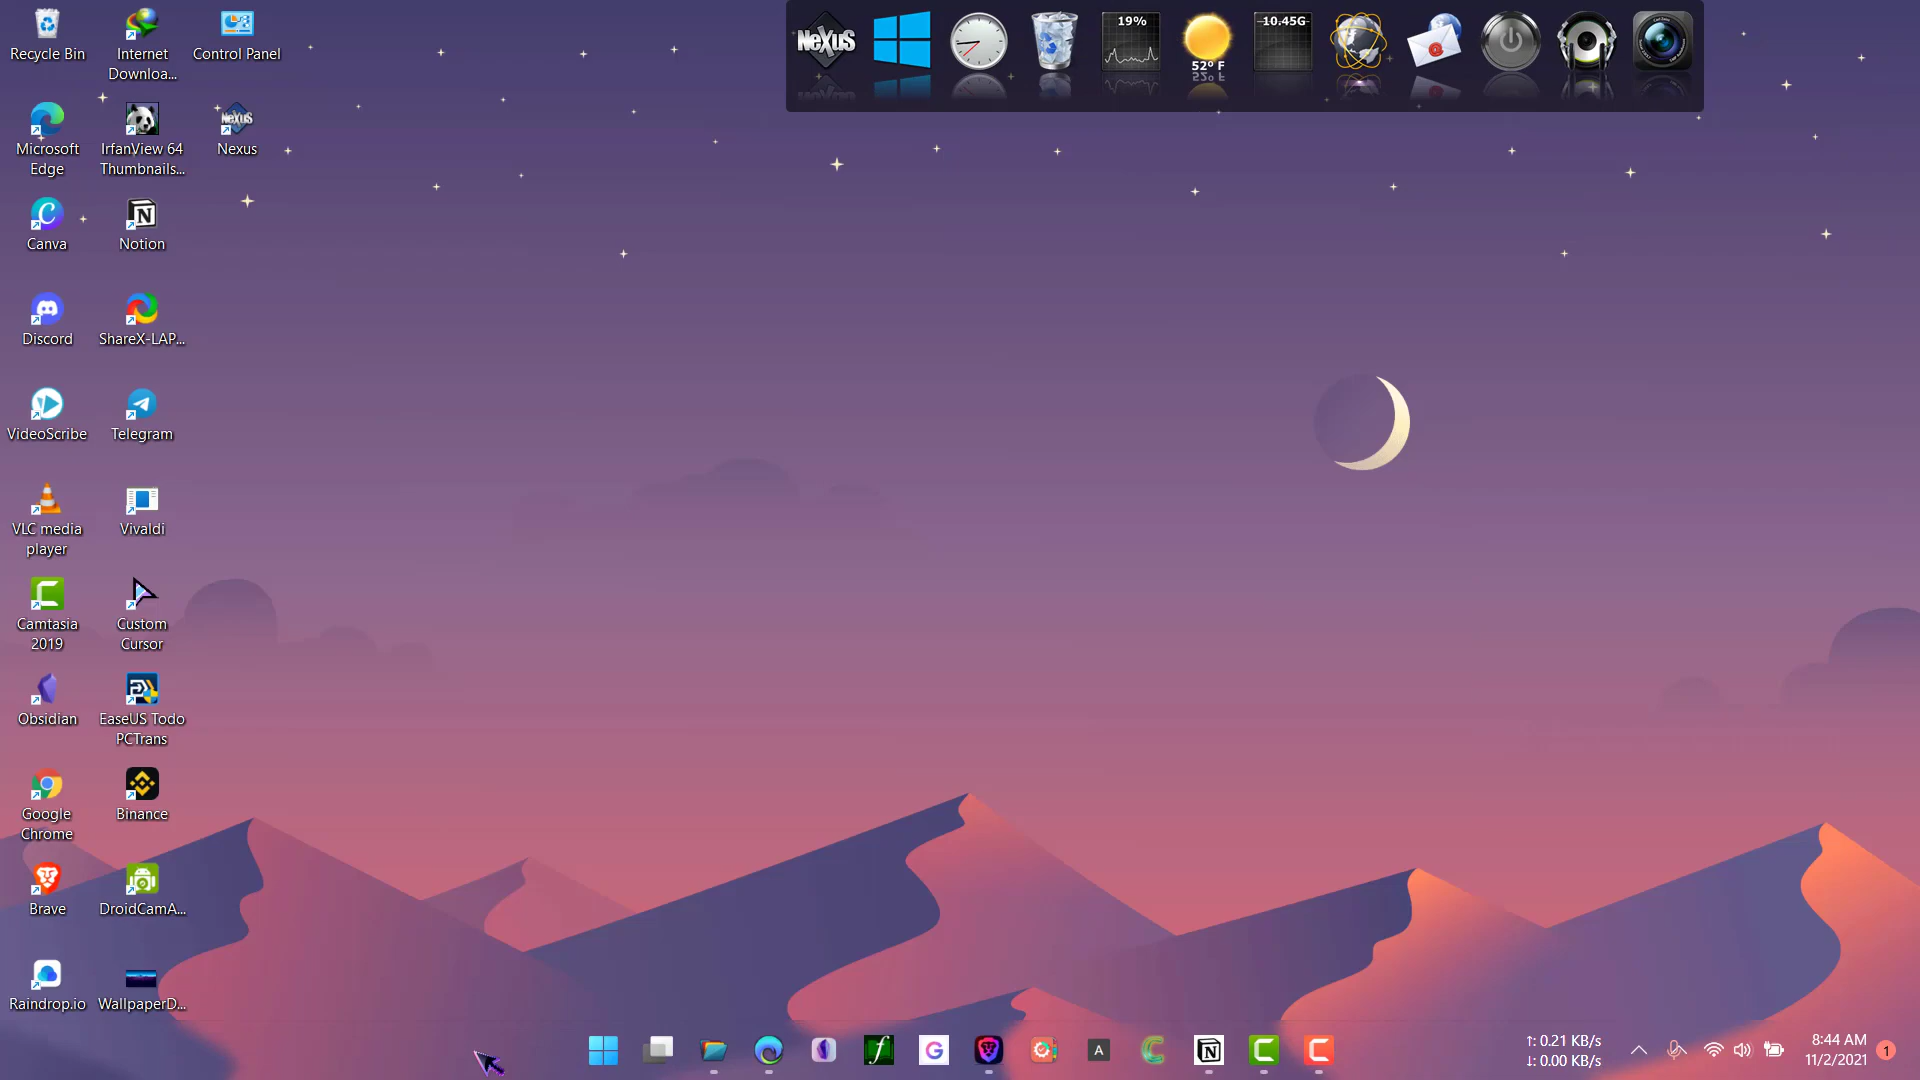 Recycle Bin
Internet
Downloa...
Control Panel
Microsoft
Edge
IrfanView 64
Thumbnails...
NeXuS
Nexus
Canva
Notion
Discord
ShareX-LAP...
VideoScribe
Telegram
VLC media
player
Vivaldi
Camtasia
2019
Custom
Cursor
Obsidian
EaseUS Todo
PCTrans
Google
Chrome
Binance
Brave
DroidCamA...
Raindrop.io
WallpaperD...
NeXuS
19%
52º F
10.45G
A
↑: 0.21 KB/s
↓: 0.00 KB/s
8:44 AM
11/2/2021
1